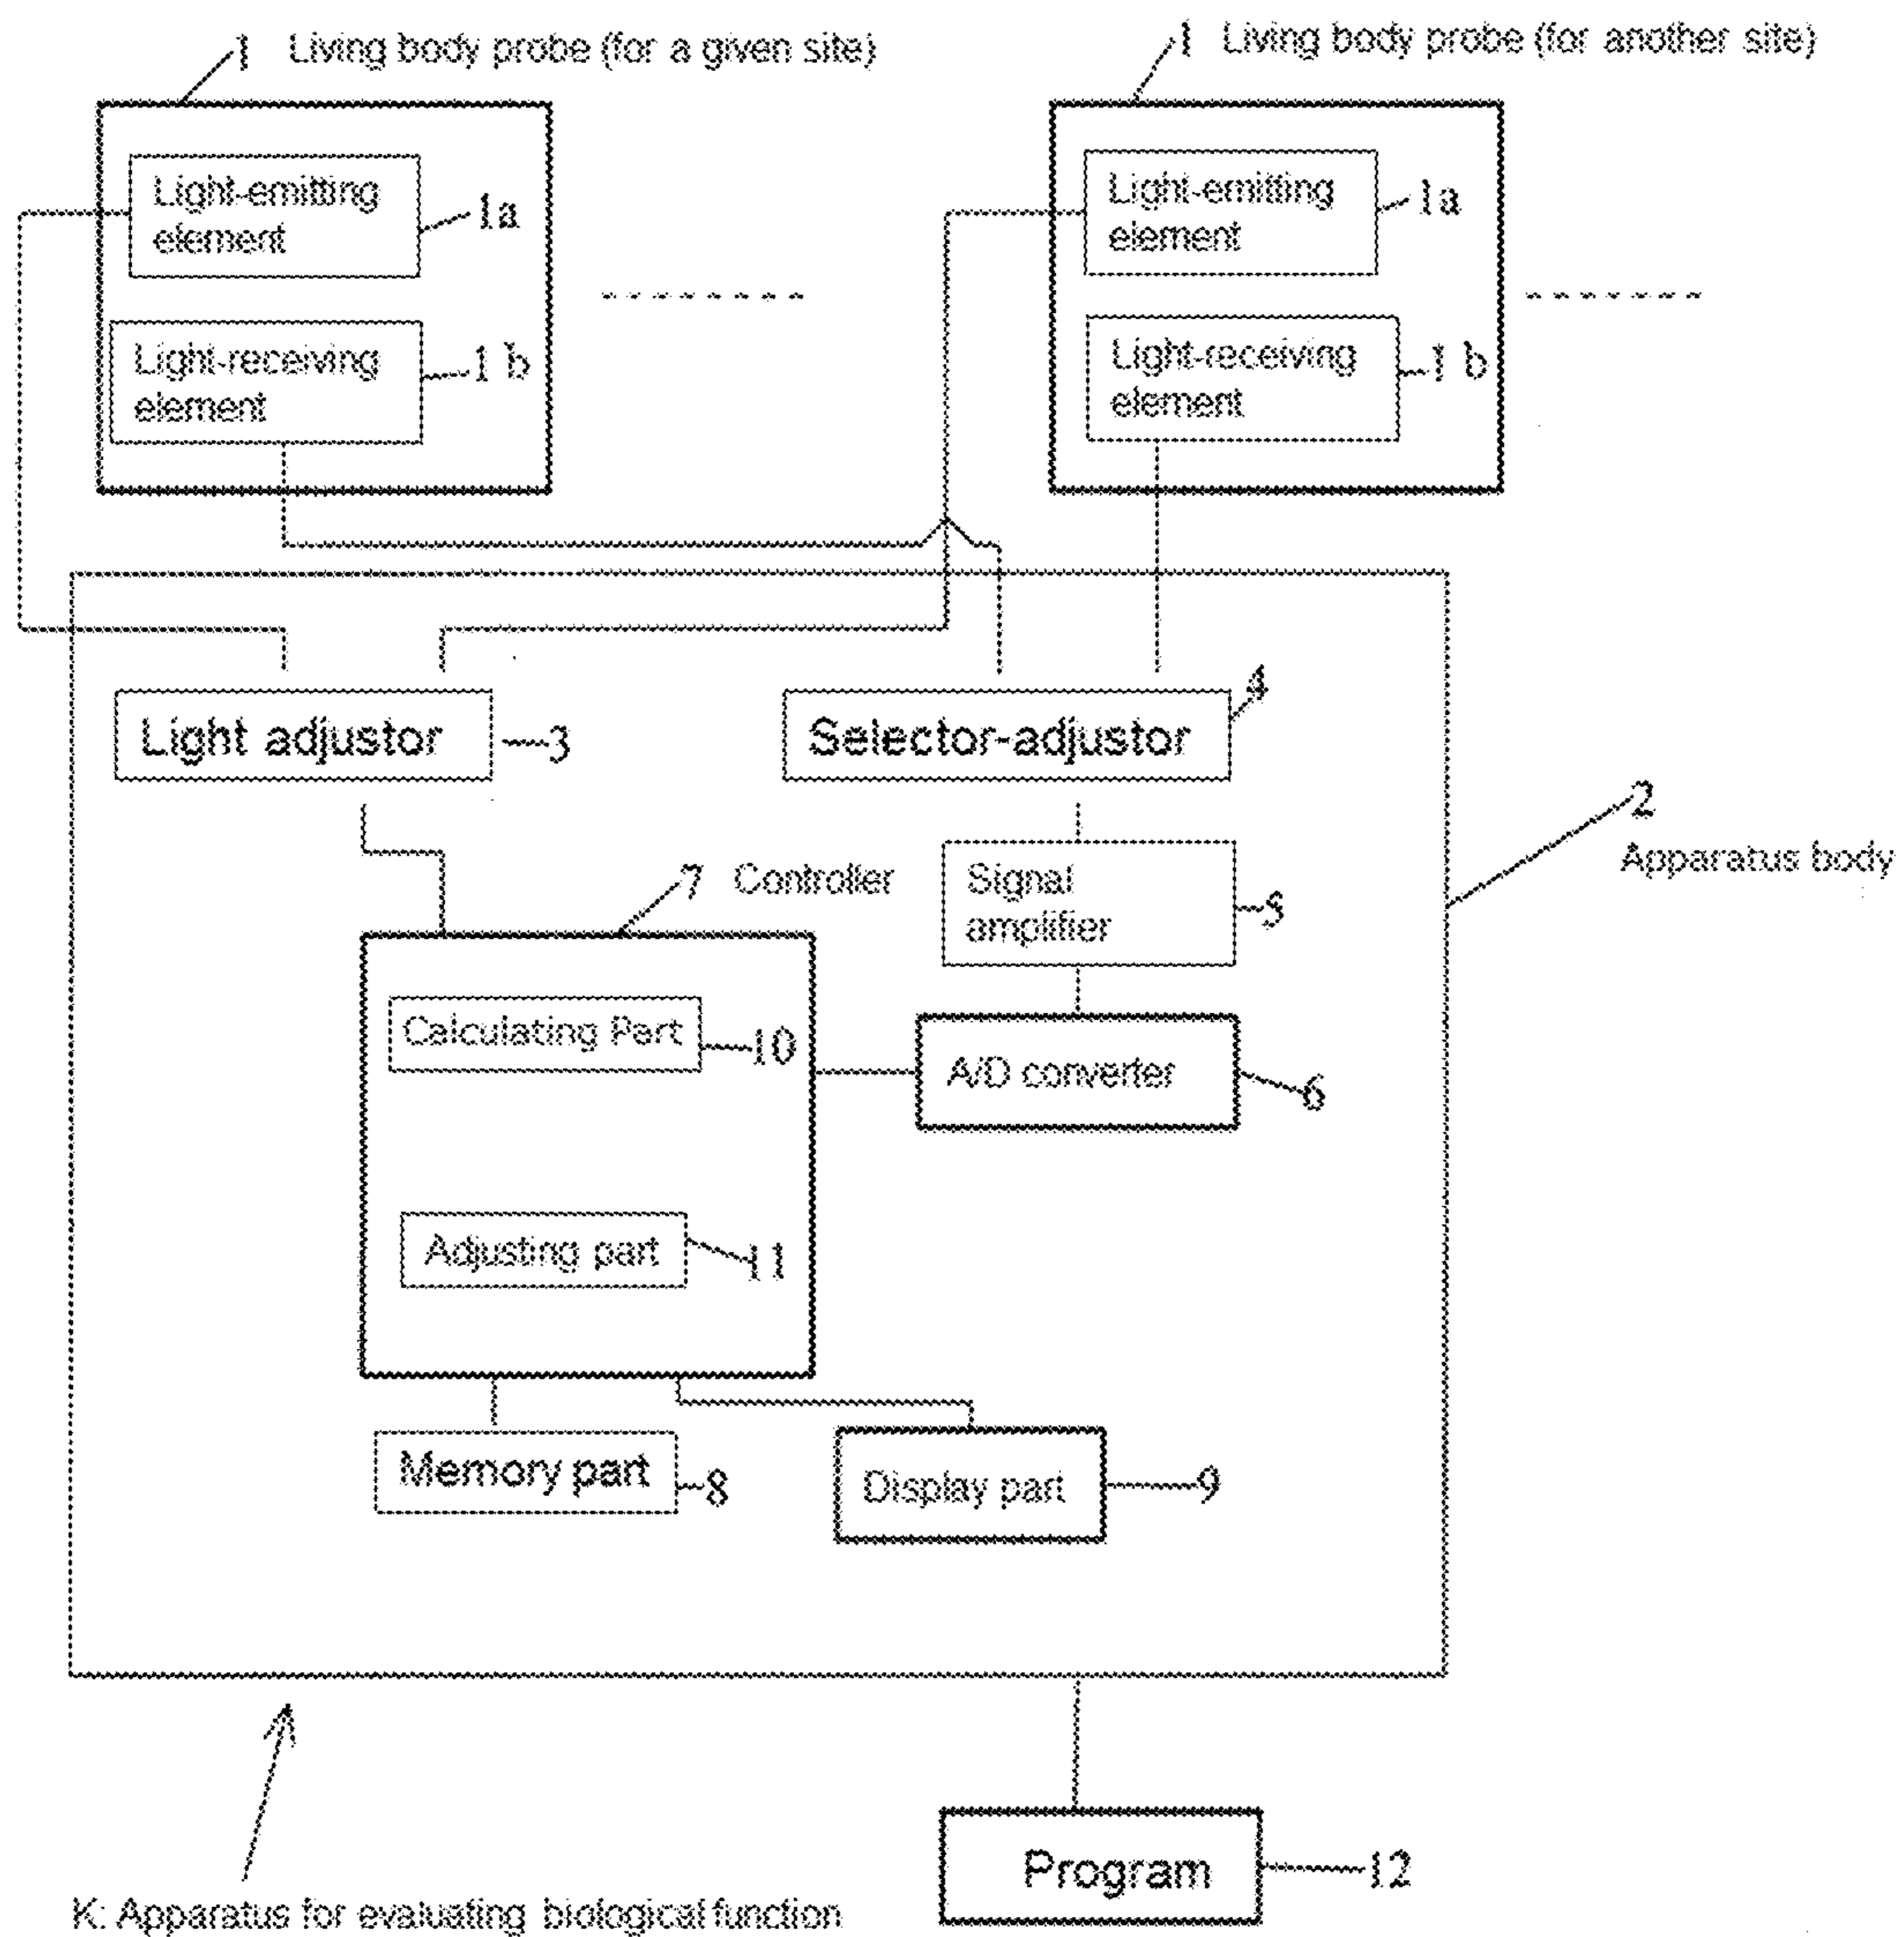 1 Living body probe (for a given site)
1 Living body probe (for another site)
Light-emitting
element
1a
Light-receiving
element
1 b
Light-emitting
element
1a
Light-receiving
element
1 b
Light adjustor
3
Selector-adjustor
4
2
Apparatus body
7 Controller
Signal
amplifier
5
Calculating Part
10
A/D converter
6
Adjusting part
11
Memory part
8
Display part
9
Program
12
K: Apparatus for evaluating biological function